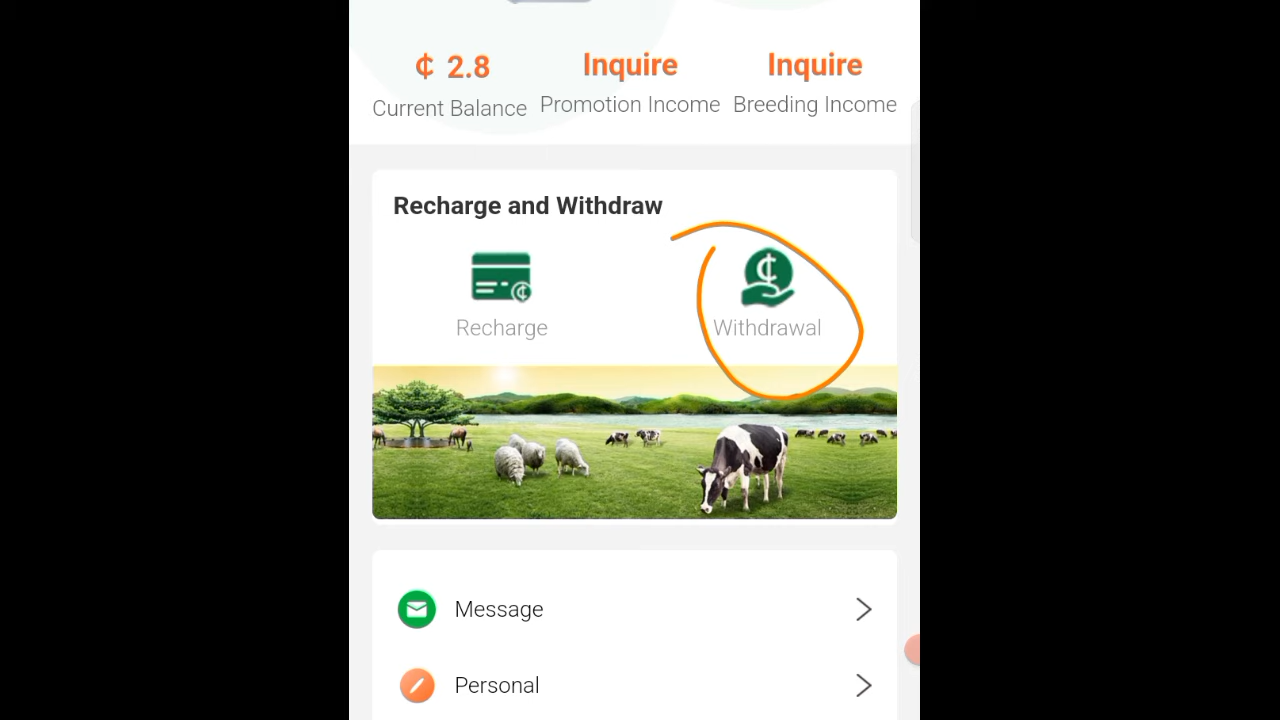 ₵ 2.8 Inquire Inquire
Current Balance Promotion Income Breeding Income
Recharge and Withdraw
Recharge Withdrawal
Message
Personal